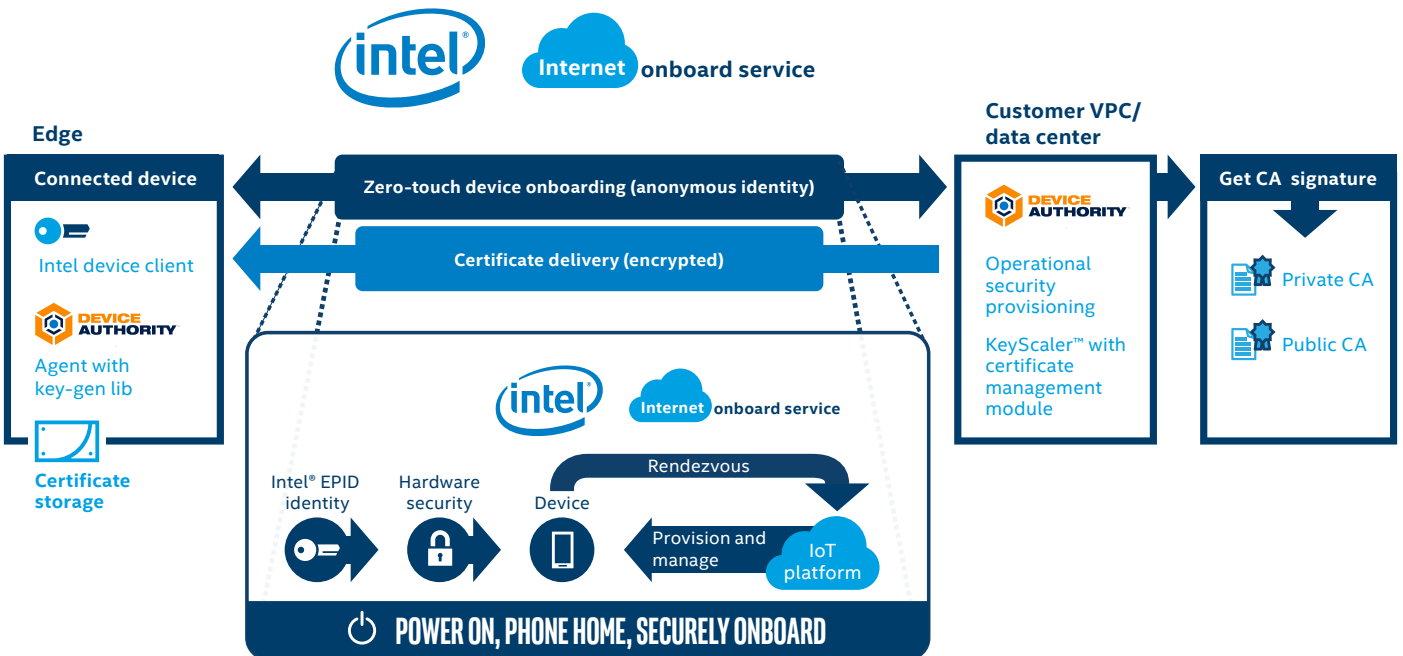 intel®
Internet onboard service
Edge
Connected device
Intel device client
DEVICE
AUTHORITY
Agent with
key-gen lib
Certificate
storage
Zero-touch device onboarding (anonymous identity)
Certificate delivery (encrypted)
Customer VPC/
data center
DEVICE
AUTHORITY
Operational
security
provisioning
KeyScaler™ with
certificate
management
module
Get CA signature
Private CA
Public CA
intel®
Internet onboard service
Intel® EPID
identity
Hardware
security
Device
Rendezvous
Provision and
manage
IoT
platform
POWER ON, PHONE HOME, SECURELY ONBOARD